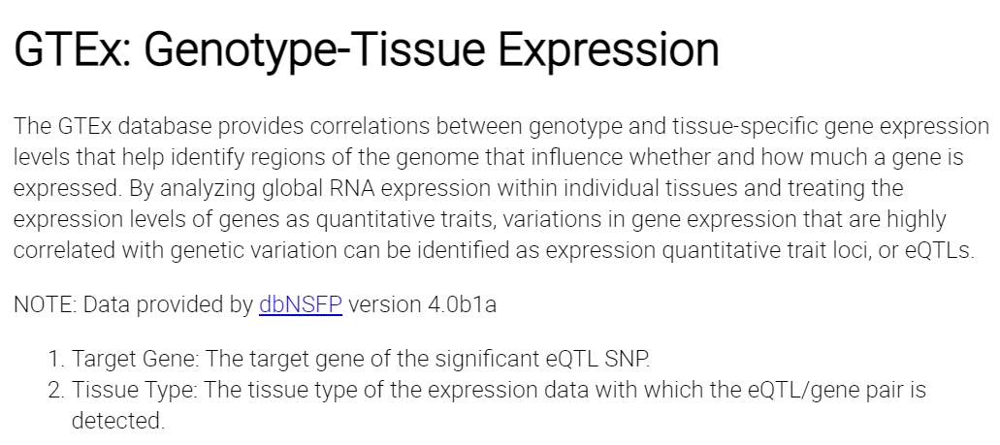 GTEx: Genotype-Tissue Expression
The GTEx database provides correlations between genotype and tissue-specific gene expression
levels that help identify regions of the genome that influence whether and how much a gene is
expressed. By analyzing global RNA expression within individual tissues and treating the
expression levels of genes as quantitative traits, variations in gene expression that are highly
correlated with genetic variation can be identified as expression quantitative trait loci, or eQTLs.
NOTE: Data provided by dbNSFP version 4.0b1a
1. Target Gene: The target gene of the significant eQTL SNP.
2. Tissue Type: The tissue type of the expression data with which the eQTL/gene pair is
detected.